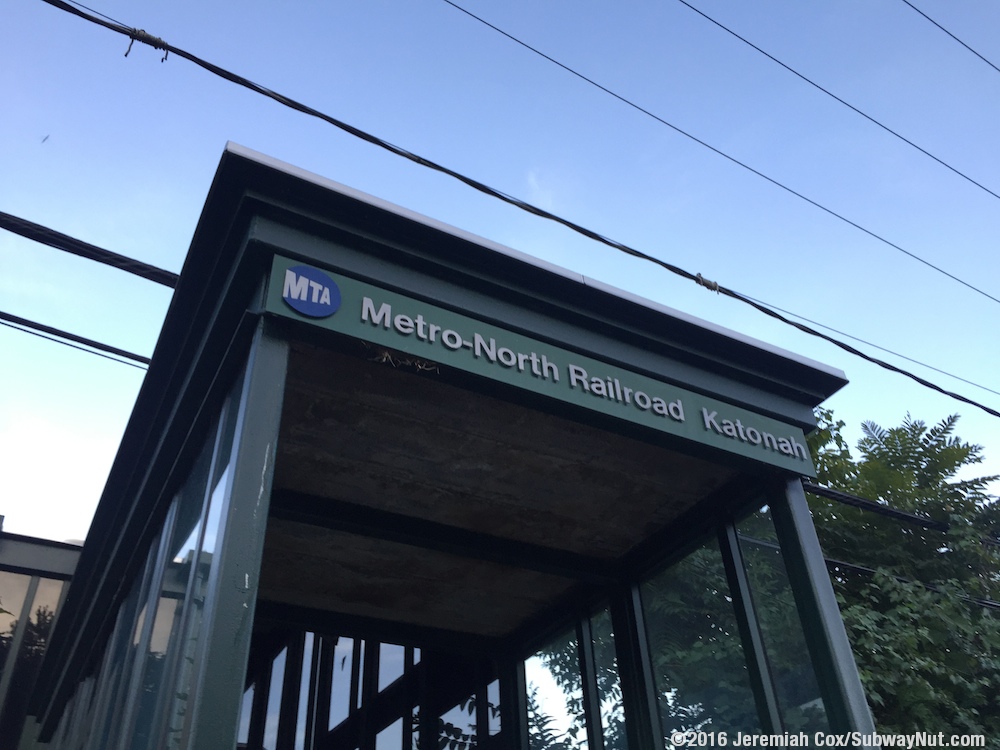 MTA Metro-North Railroad Katonah
©2016 Jeremiah Cox/SubwayNut.com